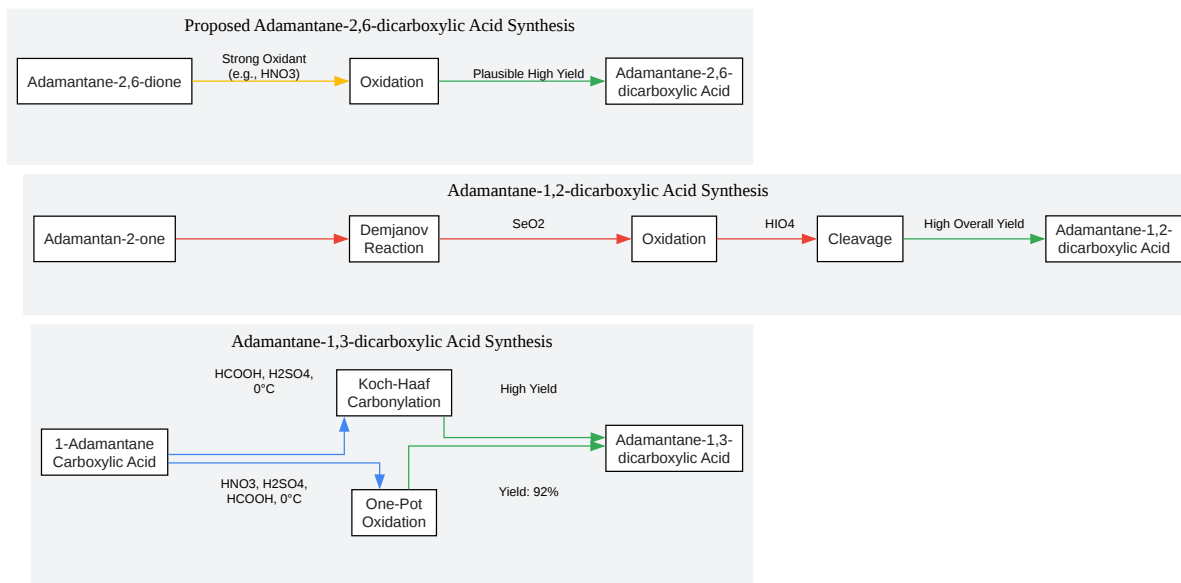 Proposed Adamantane-2,6-dicarboxylic Acid Synthesis
Strong Oxidant
(e.g., HNO3)
Adamantane-2,6-dione
Oxidation
Plausible High Yield
Adamantane-2,6-
dicarboxylic Acid
Adamantane-1,2-dicarboxylic Acid Synthesis
Adamantan-2-one
Demjanov
Reaction
SeO2
Oxidation
HIO4
Cleavage
High Overall Yield
Adamantane-1,2-
dicarboxylic Acid
Adamantane-1,3-dicarboxylic Acid Synthesis
HCOOH, H2SO4,
0°C
Koch-Haaf
Carbonylation
High Yield
1-Adamantane
Carboxylic Acid
Adamantane-1,3-
dicarboxylic Acid
HNO3, H2SO4,
HCOOH, 0°C
One-Pot
Oxidation
Yield: 92%